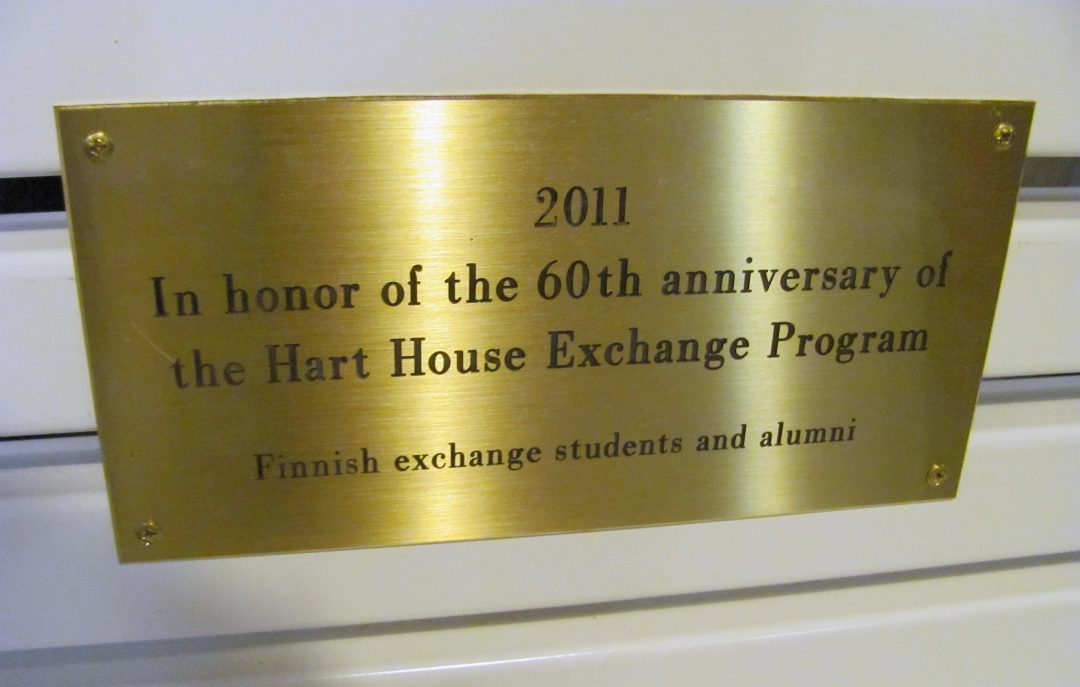 2011
In honor of the 60th anniversary of
the Hart House Exchange Program
Finnish exchange students and alumni